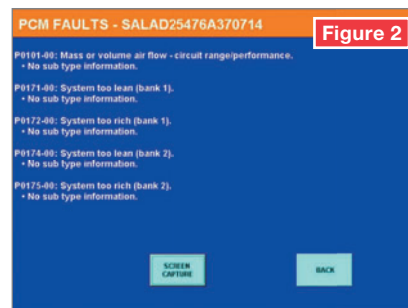 PCM FAULTS - SALAD25476A370714
Figure 2
P0101-00: Mass or volume air flow - circuit range/performance.
• No sub type information.
P0171-00: System too lean (bank 1).
• No sub type information.
P0172-00: System too rich (bank 1).
• No sub type information.
P0174-00: System too lean (bank 2).
• No sub type information.
P0175-00: System too rich (bank 2).
• No sub type information.
SCREEN
CAPTURE
BACK